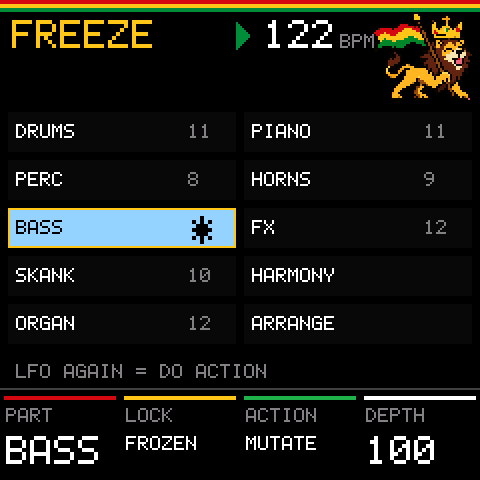 FREEZE 122 BPM
DRUMS 11 PIANO 11
PERC 8 HORNS 9
BASS FX 12
SKANK 10 HARMONY
ORGAN 12 ARRANGE
LFO AGAIN = DO ACTION
PART LOCK ACTION DEPTH
BASS FROZEN MUTATE 100